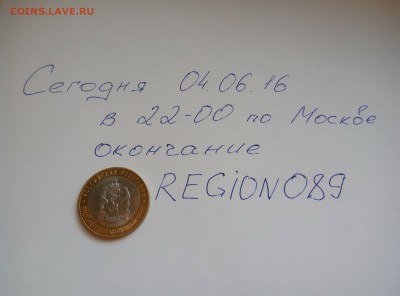 COINS.LAVE.RU
Сегодня 04.06.16
в 22-00 по Москве
окончание
REGION089